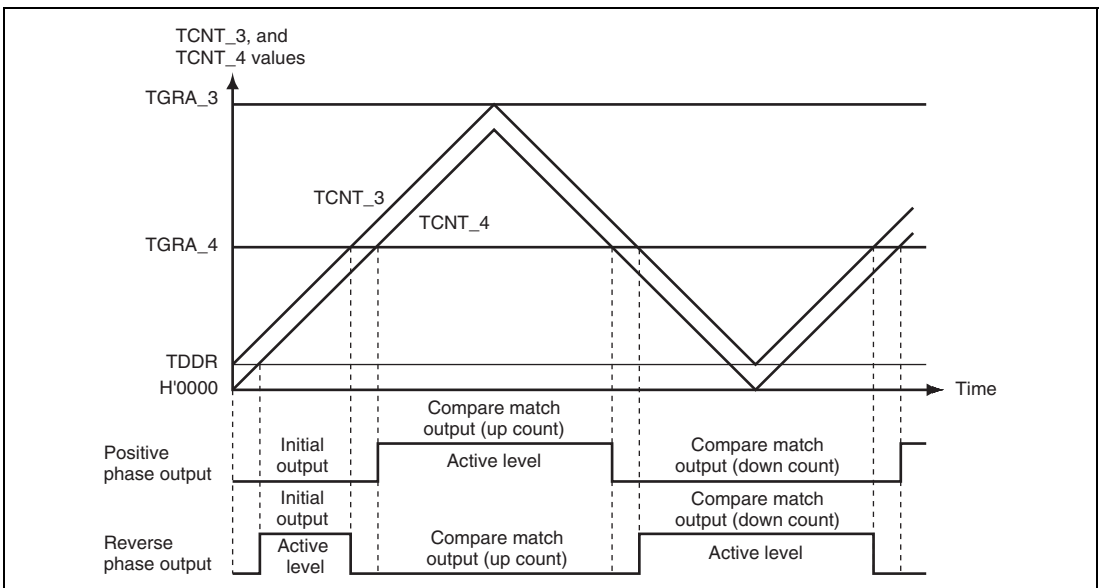 TCNT_3, and
TCNT_4 values
TGRA_3
TCNT_3
TCNT_4
TGRA_4
TDDR
H'0000
Time
Compare match
output (up count)
Positive
phase output
Initial
output
Active level
Compare match
output (down count)
Initial
output
Compare match
output (down count)
Reverse
phase output
Active
level
Compare match
output (up count)
Active level